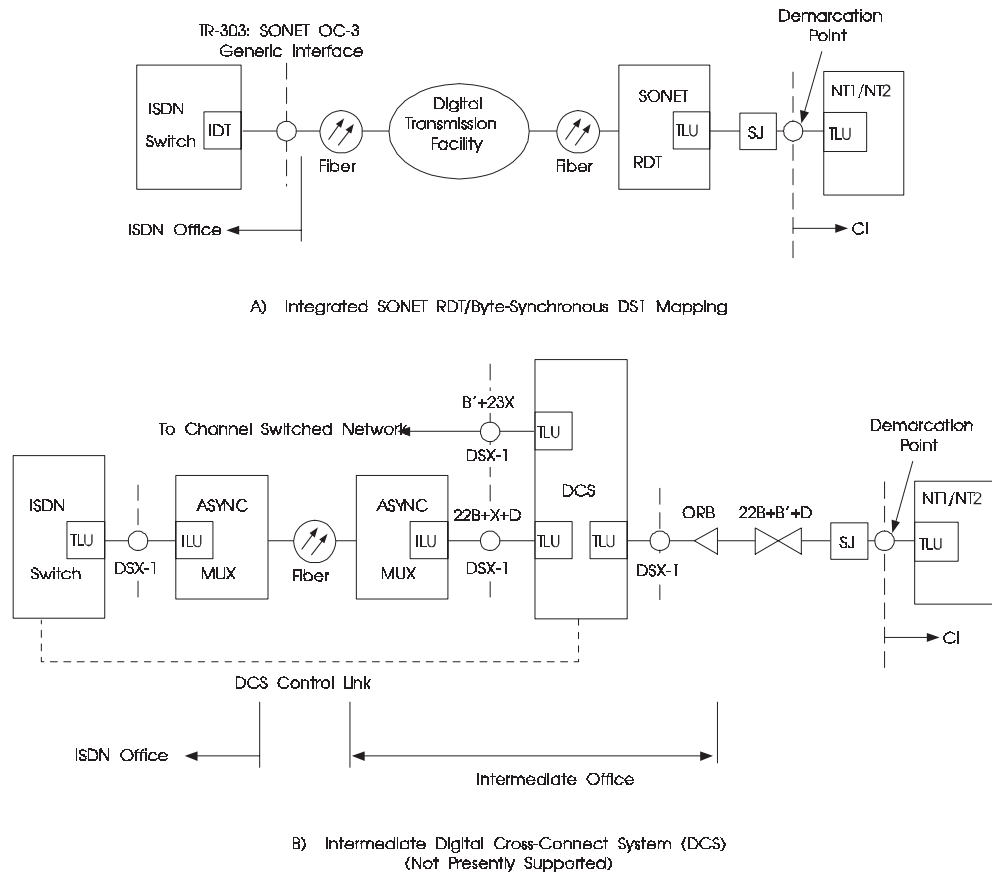 TR-303: SONET OC-3
Generic Interface
Demarcation
Point
ISDN
Switch
IDT
Fiber
Digital
Transmission
Facility
Fiber
SONET
TLU
RDT
SJ
NT1/NT2
TLU
ISDN Office
CI
A) Integrated SONET RDT/Byte-Synchronous DS1 Mapping
B'+23X
To Channel Switched Network
DSX-1
TLU
DCS
Demarcation
Point
ISDN
TLU
Switch
DSX-1
ASYNC
ILU
MUX
Fiber
ASYNC
ILU
MUX
22B+X+D
DSX-1
TLU
TLU
DSX-1
ORB
22B+B'+D
SJ
NT1/NT2
TLU
CI
DCS Control Link
ISDN Office
Intermediate Office
B) Intermediate Digital Cross-Connect System (DCS)
(Not Presently Supported)